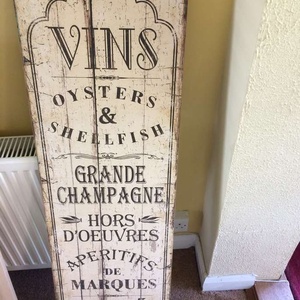 VINS
OYSTERS
&
SHELLFISH
GRANDE
CHAMPAGNE
HORS
D'OEUVRES
APERITIFS
DE
MARQUES